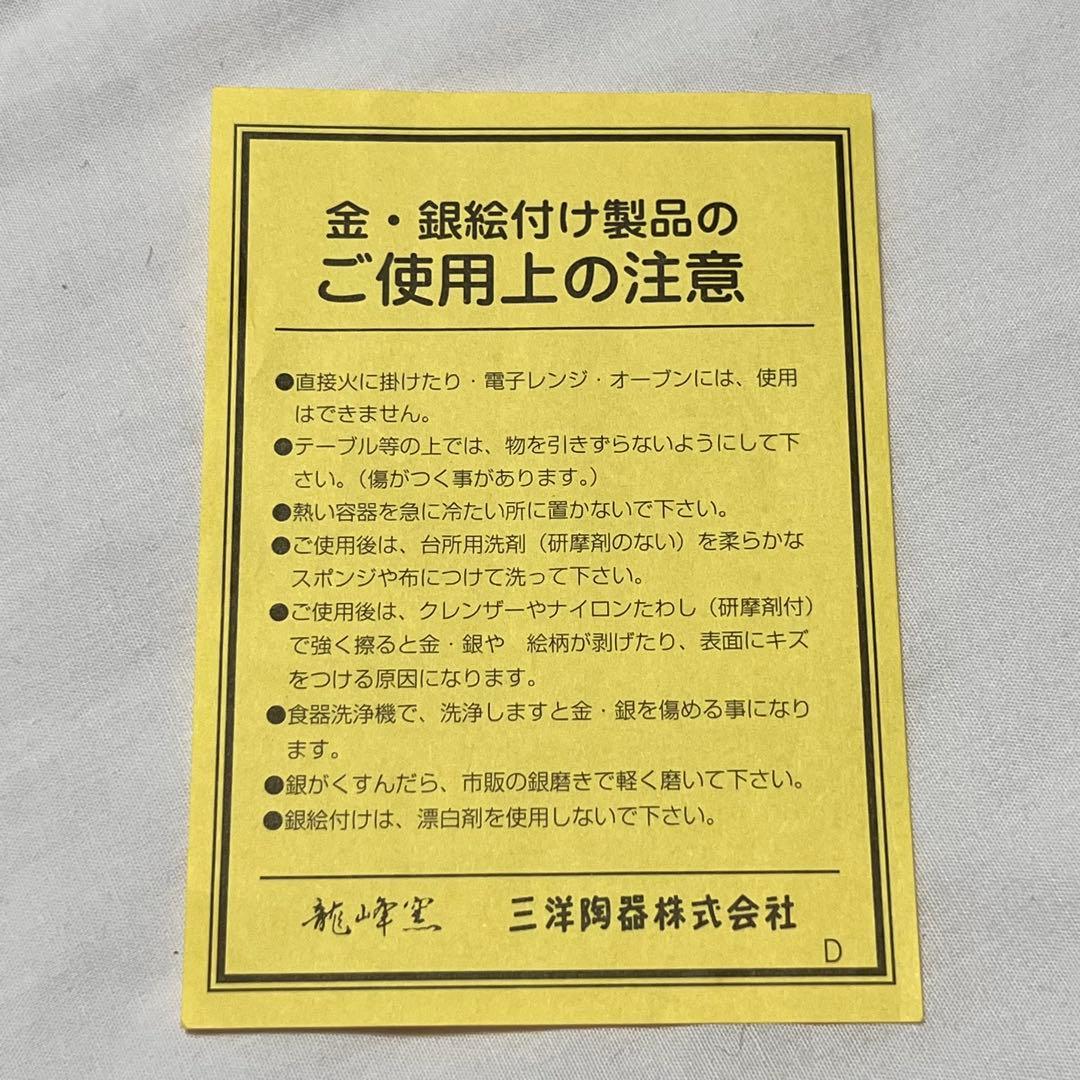 金・銀絵付け製品の
ご使用上の注意
●直接火に掛けたり・電子レンジ・オーブンには、使用
はできません。
●テーブル等の上では、物を引きずらないようにして下
さい。（傷がつく事があります。）
●熱い容器を急に冷たい所に置かないで下さい。
●ご使用後は、台所用洗剤（研摩剤のない）を柔らかな
スポンジや布につけて洗って下さい。
●ご使用後は、クレンザーやナイロンたわし（研摩剤付）
で強く擦ると金・銀や　絵柄が剥げたり、表面にキズ
をつける原因になります。
●食器洗浄機で、洗浄しますと金・銀を傷める事になり
ます。
●銀がくすんだら、市販の銀磨きで軽く磨いて下さい。
●銀絵付けは、漂白剤を使用しないで下さい。
龍峰窯　三洋陶器株式会社
D